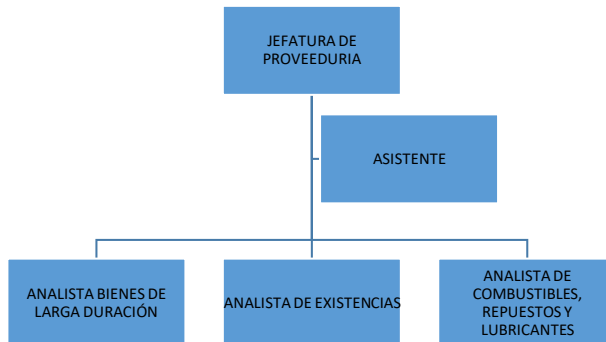 JEFATURA DE
PROVEEDURIA
ASISTENTE
ANALISTA BIENES DE
LARGA DURACIÓN
ANALISTA DE EXISTENCIAS
ANALISTA DE
COMBUSTIBLES,
REPUESTOS Y
LUBRICANTES